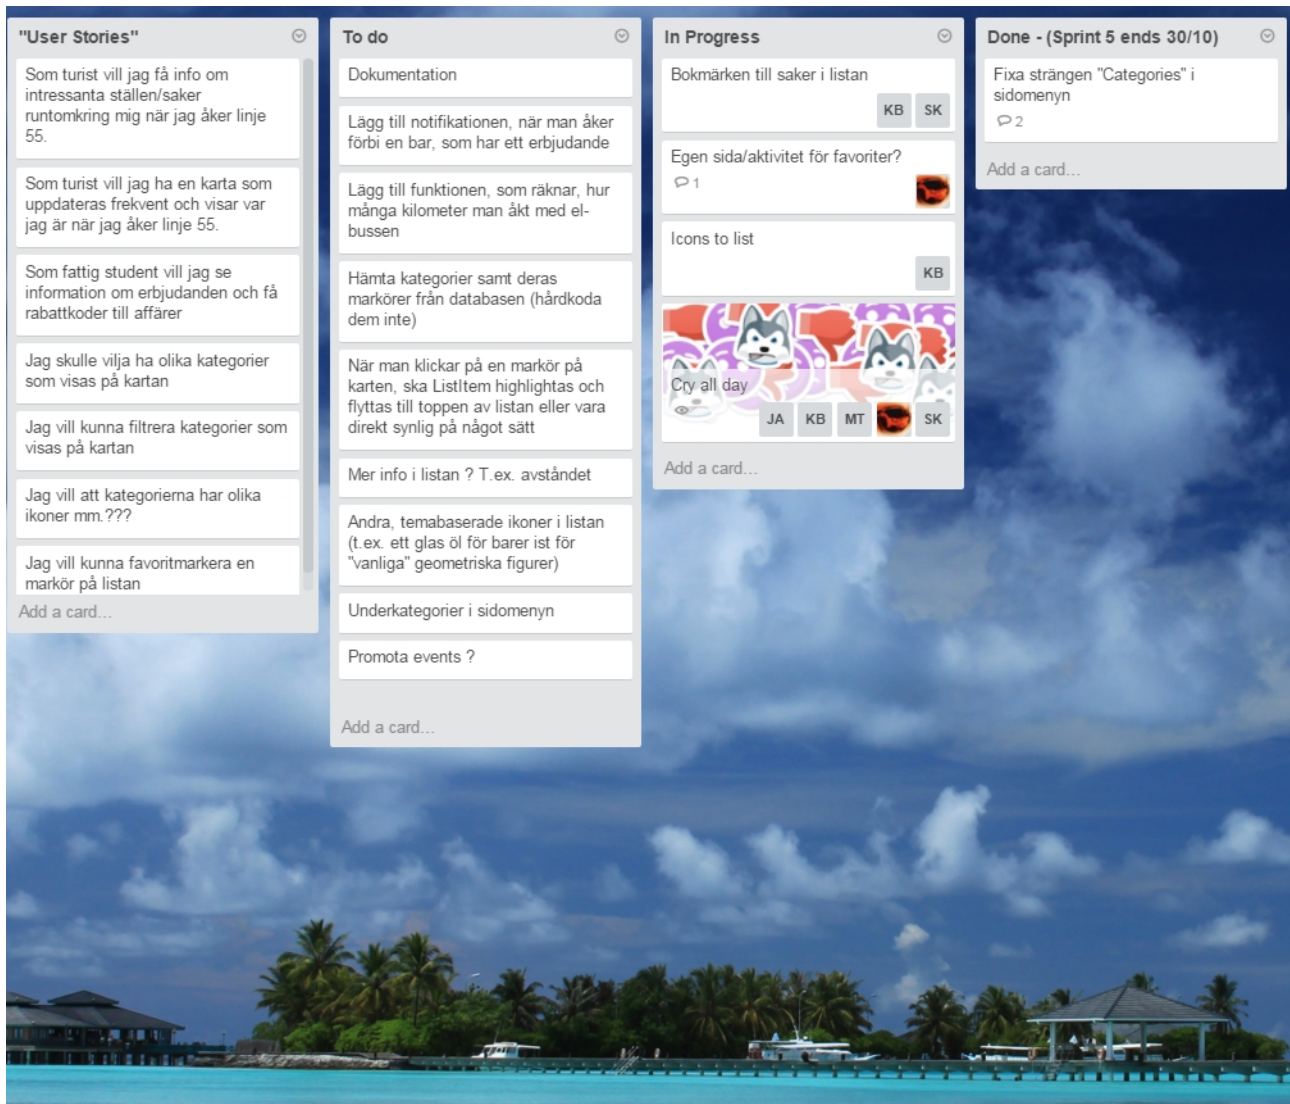 "User Stories"
Som turist vill jag få info om
intressanta ställen/saker
runtomkring mig när jag åker linje
55.
Som turist vill jag ha en karta som
uppdateras frekvent och visar var
jag är när jag åker linje 55.
Som fattig student vill jag se
information om erbjudanden och få
rabattkoder till affärer
Jag skulle vilja ha olika kategorier
som visas på kartan
Jag vill kunna filtrera kategorier som
visas på kartan
Jag vill att kategorierna har olika
ikoner mm.???
Jag vill kunna favoritmarkera en
markör på listan
Add a card...
To do
Dokumentation
Lägg till notifikationen, när man åker
förbi en bar, som har ett erbjudande
Lägg till funktionen, som räknar, hur
många kilometer man åkt med el-
bussen
Hämta kategorier samt deras
markörer från databasen (hårdkoda
dem inte)
När man klickar på en markör på
karten, ska ListItem highlightas och
flyttas till toppen av listan eller vara
direkt synlig på något sätt
Mer info i listan ? T.ex. avståndet
Andra, temabaserade ikoner i listan
(t.ex. ett glas öl för barer ist för
"vanliga" geometriska figurer)
Underkategorier i sidomenyn
Promota events ?
Add a card...
In Progress
Bokmärken till saker i listan
KB SK
Egen sida/aktivitet för favoriter?
1
Icons to list
KB
Cry all day
JA KB MT SK
Add a card...
Done - (Sprint 5 ends 30/10)
Fixa strängen "Categories" i
sidomenyn
2
Add a card...